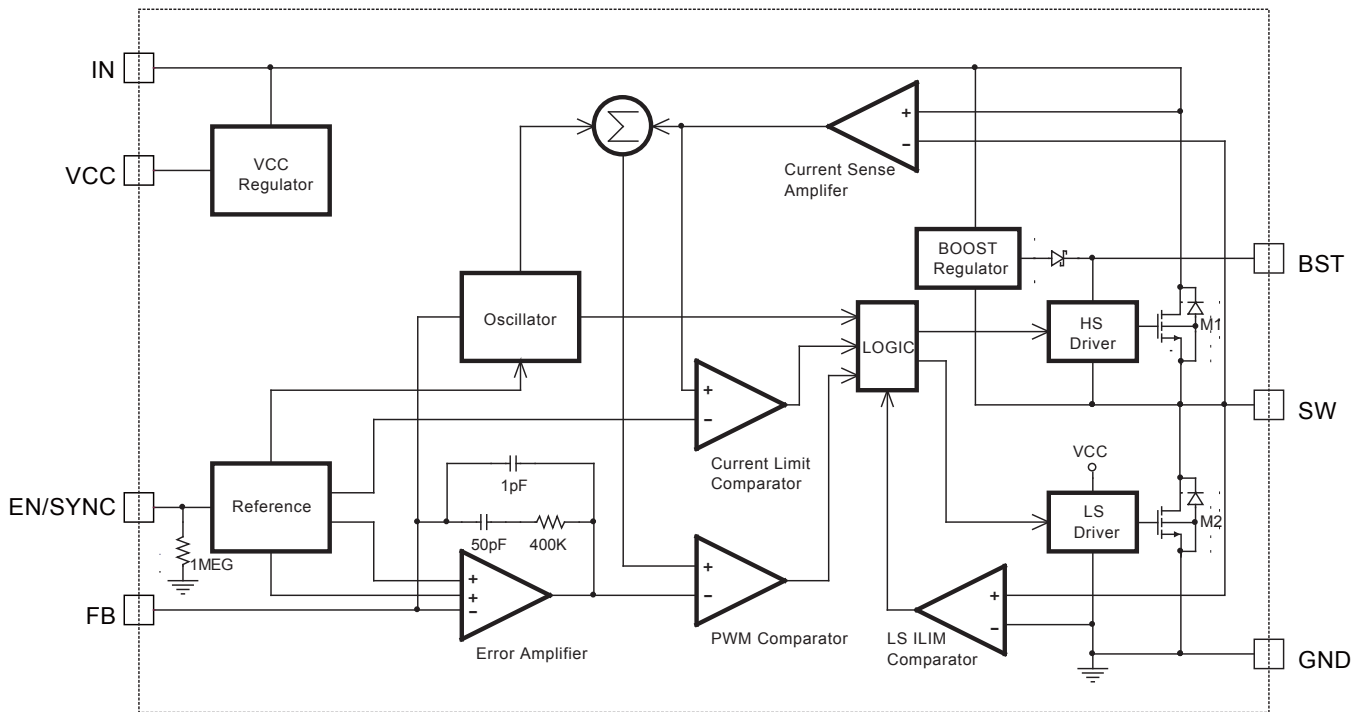 IN
VCC
VCC
Regulator
Σ
+
−
Current Sense
Amplifer
BOOST
Regulator
BST
Oscillator
LOGIC
HS
Driver
M1
SW
+
−
Current Limit
Comparator
VCC
EN/SYNC
Reference
1MEG
1pF
50pF
400K
LS
Driver
M2
FB
+
+
−
Error Amplifier
+
−
PWM Comparator
+
−
LS ILIM
Comparator
GND